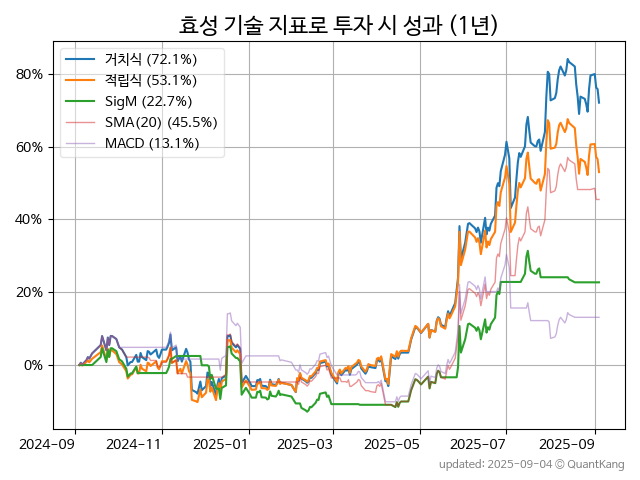 효성 기술 지표로 투자 시 성과 (1년)
거치식 (72.1%)
적립식 (53.1%)
SigM (22.7%)
SMA(20) (45.5%)
MACD (13.1%)
80%
60%
40%
20%
0%
2024-09 2024-11 2025-01 2025-03 2025-05 2025-07 2025-09
updated: 2025-09-04 © QuantKang